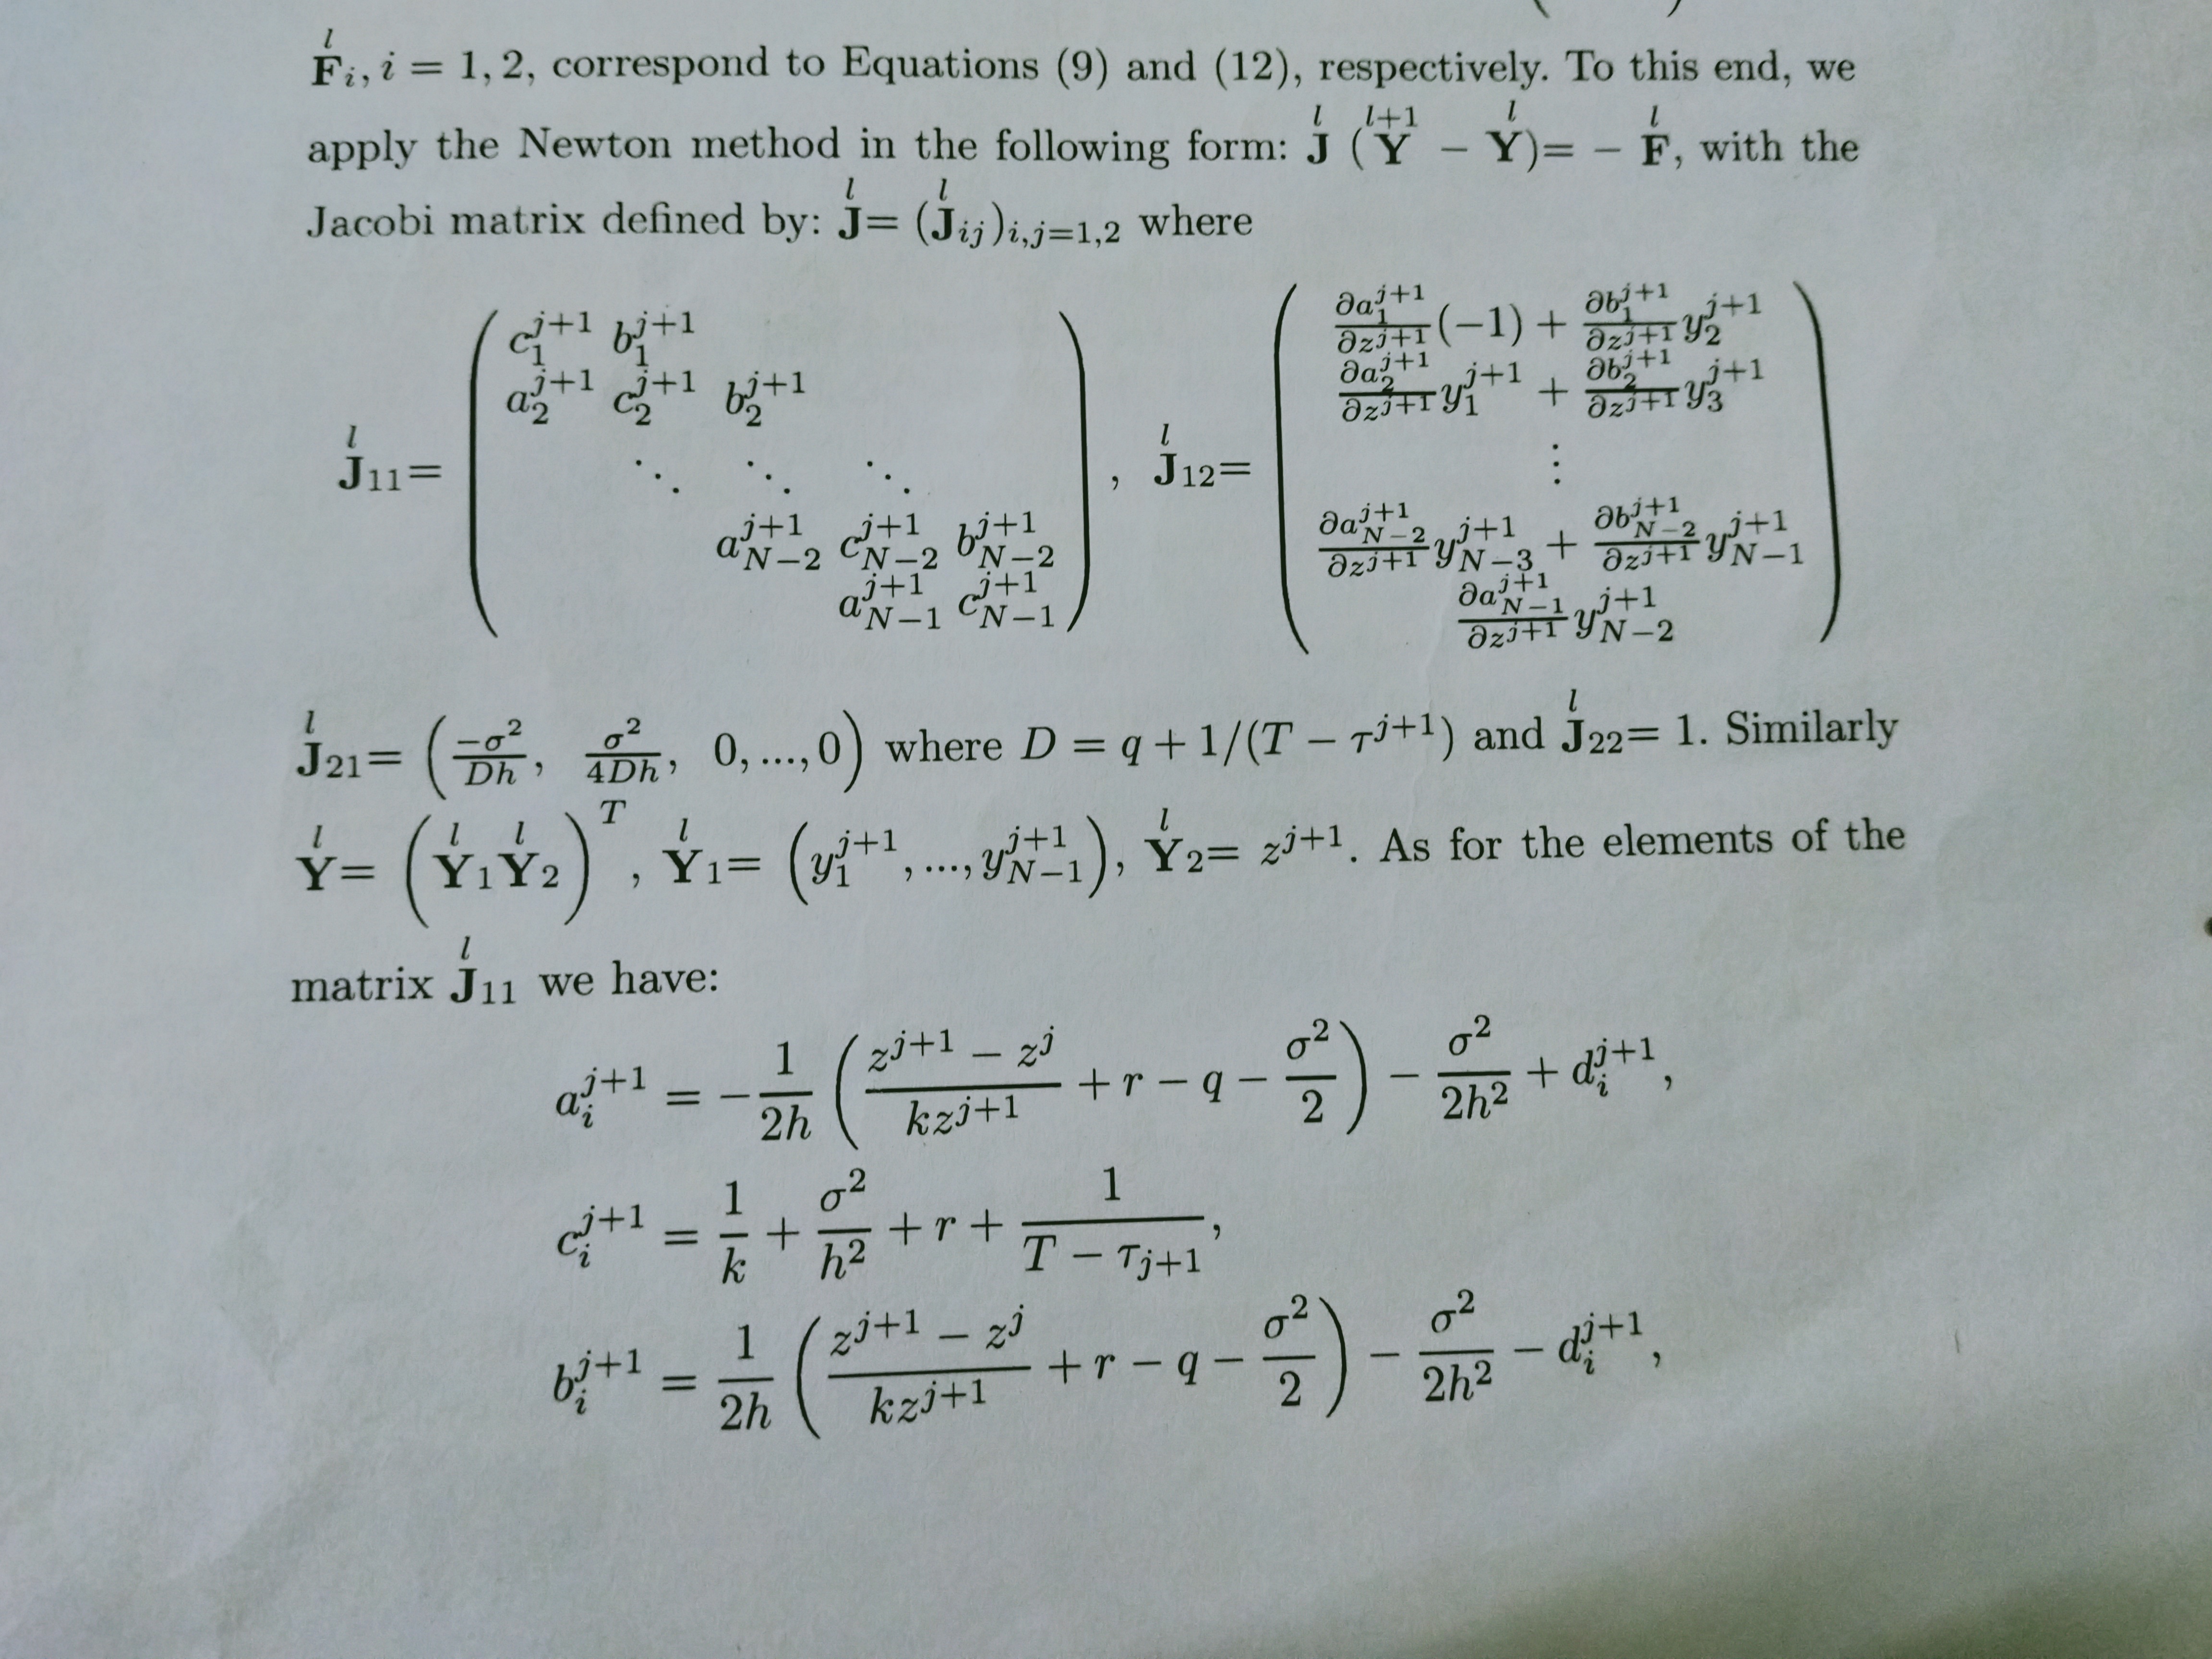 $\overset{l}{\mathbf{F}}_i, i = 1, 2$, correspond to Equations (9) and (12), respectively. To this end, we
apply the Newton method in the following form: $\overset{l}{\mathbf{J}} (\overset{l+1}{\mathbf{Y}} - \overset{l}{\mathbf{Y}}) = - \overset{l}{\mathbf{F}}$, with the
Jacobi matrix defined by: $\overset{l}{\mathbf{J}} = (\overset{l}{\mathbf{J}}_{ij})_{i,j=1,2}$ where
$\overset{l}{\mathbf{J}}_{11} = \begin{pmatrix} c_1^{j+1} & b_1^{j+1} & & & \\ a_2^{j+1} & c_2^{j+1} & b_2^{j+1} & & \\ & \ddots & \ddots & \ddots & \\ & & a_{N-2}^{j+1} & c_{N-2}^{j+1} & b_{N-2}^{j+1} \\ & & & a_{N-1}^{j+1} & c_{N-1}^{j+1} \end{pmatrix}, \overset{l}{\mathbf{J}}_{12} = \begin{pmatrix} \frac{\partial a_1^{j+1}}{\partial z^{j+1}}(-1) + \frac{\partial b_1^{j+1}}{\partial z^{j+1}} y_2^{j+1} \\ \frac{\partial a_2^{j+1}}{\partial z^{j+1}} y_1^{j+1} + \frac{\partial b_2^{j+1}}{\partial z^{j+1}} y_3^{j+1} \\ \vdots \\ \frac{\partial a_{N-2}^{j+1}}{\partial z^{j+1}} y_{N-3}^{j+1} + \frac{\partial b_{N-2}^{j+1}}{\partial z^{j+1}} y_{N-1}^{j+1} \\ \frac{\partial a_{N-1}^{j+1}}{\partial z^{j+1}} y_{N-2}^{j+1} \end{pmatrix}$
$\overset{l}{\mathbf{J}}_{21} = \left( \frac{-\sigma^2}{Dh}, \frac{\sigma^2}{4Dh}, 0, ..., 0 \right)$ where $D = q + 1/(T - \tau^{j+1})$ and $\overset{l}{\mathbf{J}}_{22} = 1$. Similarly
$\overset{l}{\mathbf{Y}} = \left( \overset{l}{\mathbf{Y}}_1 \overset{l}{\mathbf{Y}}_2 \right)^T, \overset{l}{\mathbf{Y}}_1 = \left( y_1^{j+1}, ..., y_{N-1}^{j+1} \right), \overset{l}{\mathbf{Y}}_2 = z^{j+1}$. As for the elements of the
matrix $\overset{l}{\mathbf{J}}_{11}$ we have:
$a_i^{j+1} = -\frac{1}{2h} \left( \frac{z^{j+1} - z^j}{kz^{j+1}} + r - q - \frac{\sigma^2}{2} \right) - \frac{\sigma^2}{2h^2} + d_i^{j+1},$
$c_i^{j+1} = \frac{1}{k} + \frac{\sigma^2}{h^2} + r + \frac{1}{T - \tau_{j+1}},$
$b_i^{j+1} = \frac{1}{2h} \left( \frac{z^{j+1} - z^j}{kz^{j+1}} + r - q - \frac{\sigma^2}{2} \right) - \frac{\sigma^2}{2h^2} - d_i^{j+1},$